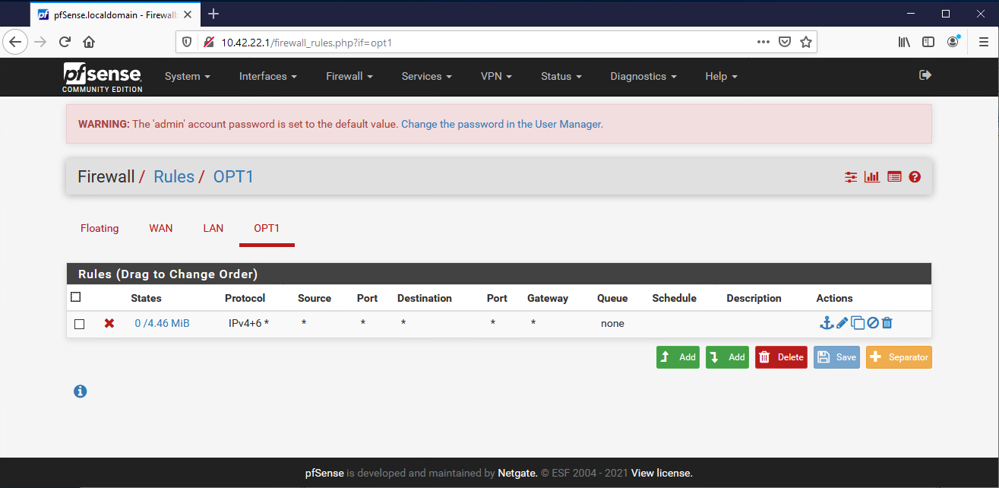 pfSense.localdomain - Firewall:
10.42.22.1/firewall_rules.php?if=opt1
pfsense
COMMUNITY EDITION
System Interfaces Firewall Services VPN Status Diagnostics Help
WARNING: The 'admin' account password is set to the default value. Change the password in the User Manager.
Firewall / Rules / OPT1
Floating WAN LAN OPT1
Rules (Drag to Change Order)
States Protocol Source Port Destination Port Gateway Queue Schedule Description Actions
0 /4.46 MiB IPv4+6 * * * * * * none
Add Add Delete Save Separator
pfSense is developed and maintained by Netgate. © ESF 2004 - 2021 View license.